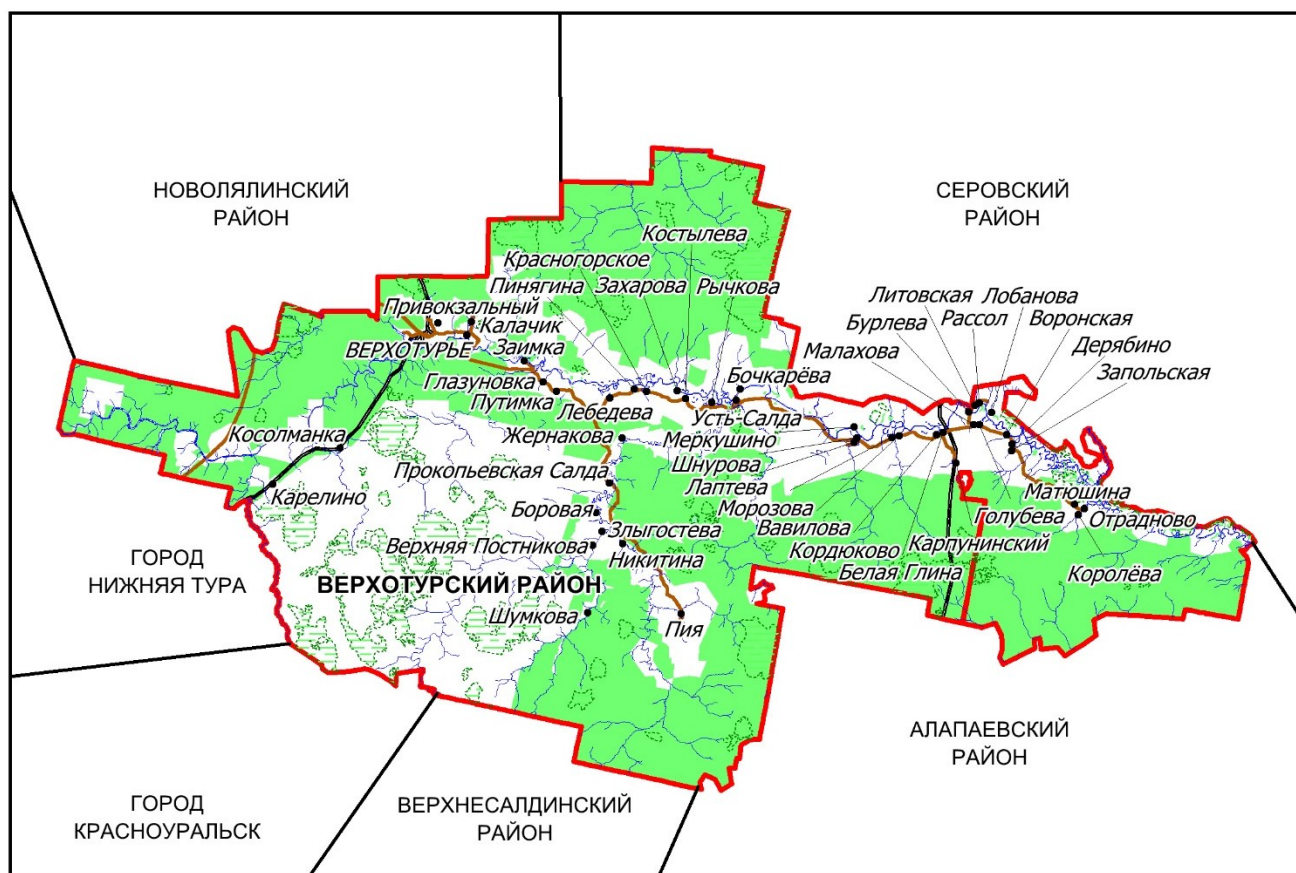 НОВОЛЯЛИНСКИЙ
РАЙОН
СЕРОВСКИЙ
РАЙОН
Костылева
Красногорское
Захарова
Рычкова
Пинягина
Литовская
Лобанова
Бурлева
Рассол
Воронская
Привокзальный
Калачик
Дерябино
ВЕРХОТУРЬЕ
Заимка
Малахова
Запольская
Глазуновка
Бочкарёва
Путимка
Лебедева
Усть-Салда
Косолманка
Жернакова
Меркушино
Шнурова
Прокопьевская Салда
Лаптева
Карелино
Матюшина
Боровая
Морозова
Голубева
Отрадново
Злыгостева
Вавилова
Верхняя Постникова
Кордюково
Карпунинский
Никитина
ГОРОД
НИЖНЯЯ ТУРА
ВЕРХОТУРСКИЙ РАЙОН
Белая Глина
Королёва
Шумкова
Пия
АЛАПАЕВСКИЙ
РАЙОН
ГОРОД
КРАСНОУРАЛЬСК
ВЕРХНЕСАЛДИНСКИЙ
РАЙОН